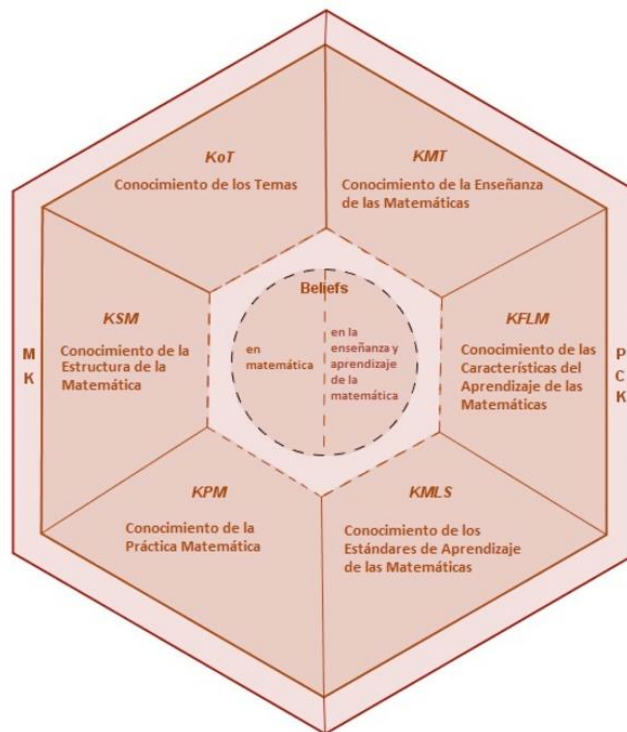 KoT
Conocimiento de los Temas
KMT
Conocimiento de la Enseñanza
de las Matemáticas
KSM
Conocimiento de la
Estructura de la
Matemática
M
K
Beliefs
en
matemática
en la
enseñanza y
aprendizaje
de la
matemática
KFLM
Conocimiento de las
Características del
Aprendizaje de las
Matemáticas
P
C
K
KPM
Conocimiento de la
Práctica Matemática
KMLS
Conocimiento de los
Estándares de Aprendizaje
de las Matemáticas